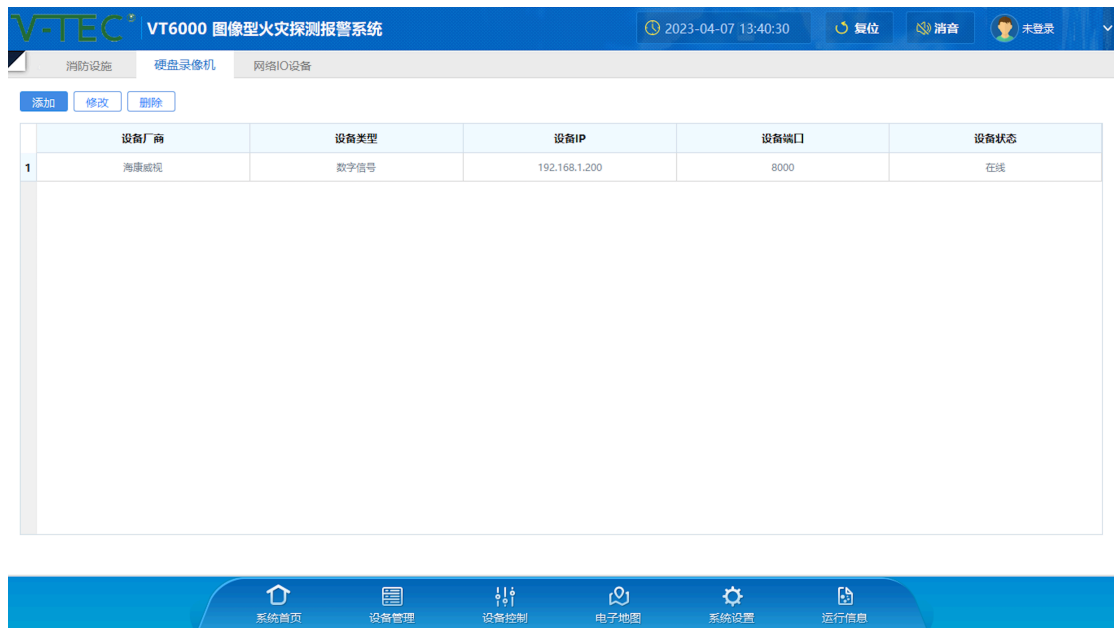 V-TEC VT6000 图像型火灾探测报警系统 2023-04-07 13:40:30 复位 消音 未登录
消防设施 硬盘录像机 网络IO设备
添加 修改 删除
设备厂商 设备类型 设备IP 设备端口 设备状态
1 海康威视 数字信号 192.168.1.200 8000 在线
系统首页 设备管理 设备控制 电子地图 系统设置 运行信息